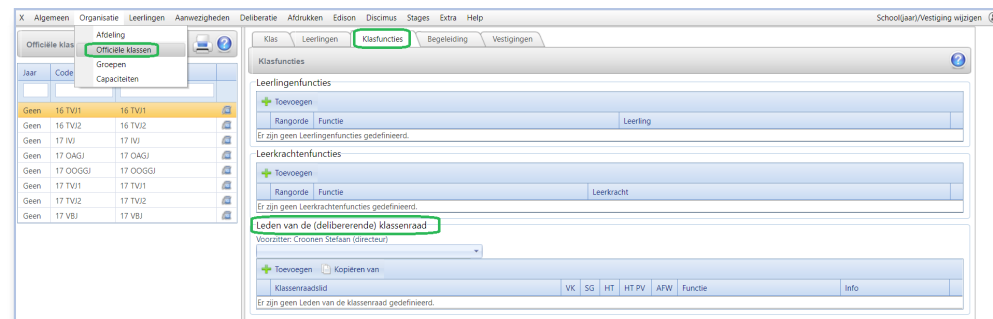 X Algemeen Organisatie Leerlingen Aanwezigheden Deliberatie Afdrukken Edison Discimus Stages Extra Help School(jaar)/Vestiging wijzigen
Afdeling
Officiële klassen
Groepen
Capaciteiten
Officiële klas
Jaar Code
Geen 16 TVJ1 16 TVJ1
Geen 16 TVJ2 16 TVJ2
Geen 17 IVJ 17 IVJ
Geen 17 OAGJ 17 OAGJ
Geen 17 OOGGJ 17 OOGGJ
Geen 17 TVJ1 17 TVJ1
Geen 17 TVJ2 17 TVJ2
Geen 17 VBJ 17 VBJ
Klas Leerlingen Klasfuncties Begeleiding Vestigingen
Klasfuncties
Leerlingenfuncties
Toevoegen
Rangorde Functie Leerling
Er zijn geen Leerlingenfuncties gedefinieerd.
Leerkrachtenfuncties
Toevoegen
Rangorde Functie Leerkracht
Er zijn geen Leerkrachtenfuncties gedefinieerd.
Leden van de (delibererende) klassenraad
Voorzitter: Croonen Stefaan (directeur)
Toevoegen Kopiëren van
Klassenraadslid VK SG HT HT PV AFW Functie Info
Er zijn geen Leden van de klassenraad gedefinieerd.